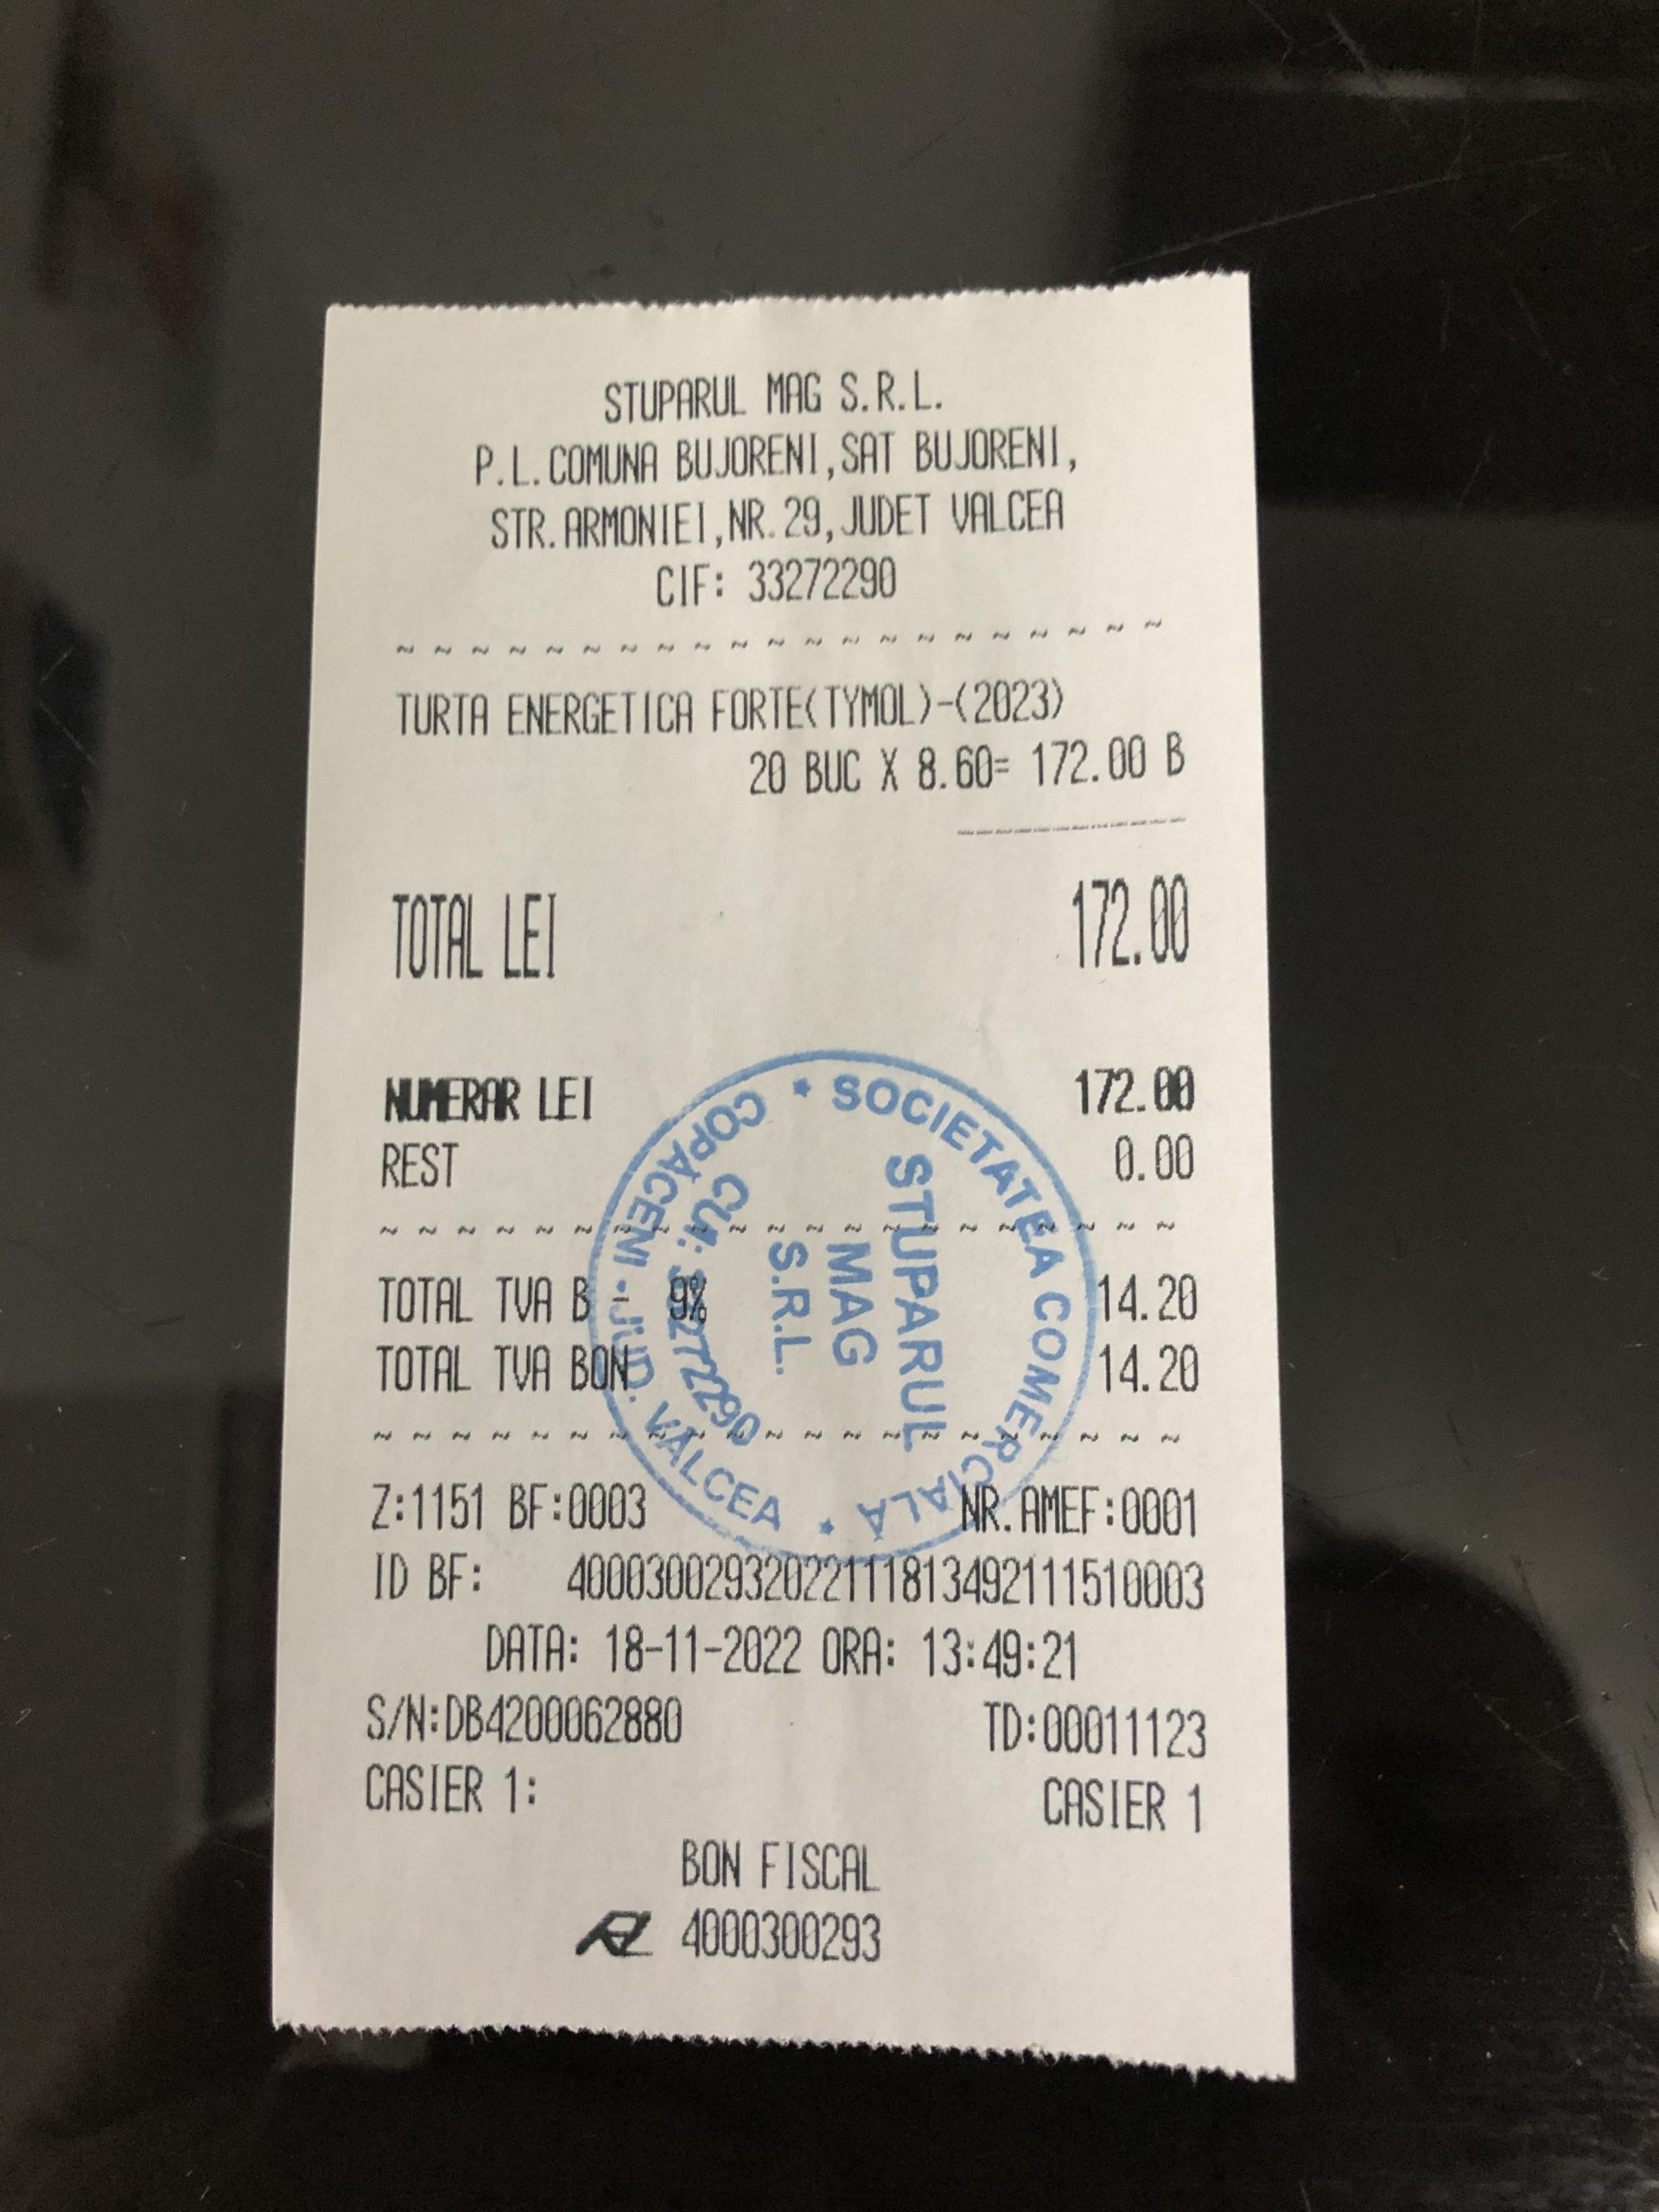 STUPARUL MAG S.R.L.
P.L.COMUNA BUJORENI,SAT BUJORENI,
STR.ARMONIEI,NR.29,JUDET VALCEA
CIF: 33272290
~ ~ ~ ~ ~ ~ ~ ~ ~ ~ ~ ~ ~ ~ ~ ~ ~ ~ ~ ~ ~
TURTA ENERGETICA FORTE(TYMOL)-(2023)
20 BUC X 8.60= 172.00 B
TOTAL LEI 172.00
NUMERAR LEI 172.00
REST 0.00
~ ~ ~ ~ ~ ~ ~ ~ ~ ~ ~ ~ ~ ~ ~ ~ ~ ~ ~ ~ ~
TOTAL TVA B - 9% 14.20
TOTAL TVA BON 14.20
~ ~ ~ ~ ~ ~ ~ ~ ~ ~ ~ ~ ~ ~ ~ ~ ~ ~ ~ ~ ~
Z:1151 BF:0003 NR.AMEF:0001
ID BF: 40003002932022111813492111510003
DATA: 18-11-2022 ORA: 13:49:21
S/N:DB4200062880 TD:00011123
CASIER 1: CASIER 1
BON FISCAL
4000300293
SOCIETATEA COMERCIALA
STUPARUL
MAG
S.R.L.
CUI: 33272290
COPĂCENI - JUD. VÂLCEA